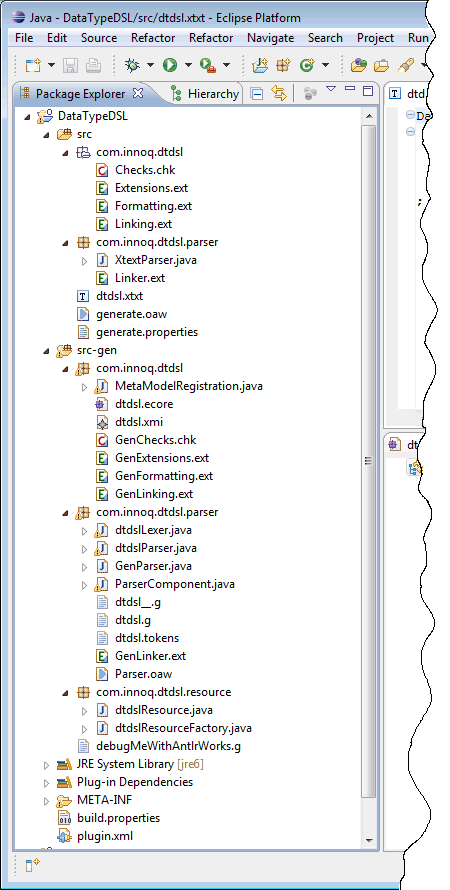 Java - DataTypeDSL/src/dtdsl.xtxt - Eclipse Platform
File Edit Source Refactor Refactor Navigate Search Project Run
Package Explorer Hierarchy dtd
DataTypeDSL
src
com.innoq.dtdsl
Checks.chk
Extensions.ext
Formatting.ext
Linking.ext
com.innoq.dtdsl.parser
XtextParser.java
Linker.ext
dtdsl.xtxt
generate.oaw
generate.properties
src-gen
com.innoq.dtdsl
MetaModelRegistration.java
dtdsl.ecore
dtdsl.xmi
GenChecks.chk
GenExtensions.ext
GenFormatting.ext
GenLinking.ext
com.innoq.dtdsl.parser
dtdslLexer.java
dtdslParser.java
GenParser.java
ParserComponent.java
dtdsl__.g
dtdsl.g
dtdsl.tokens
GenLinker.ext
Parser.oaw
com.innoq.dtdsl.resource
dtdslResource.java
dtdslResourceFactory.java
debugMeWithAntlrWorks.g
JRE System Library [jre6]
Plug-in Dependencies
META-INF
build.properties
plugin.xml
Da
;
dt